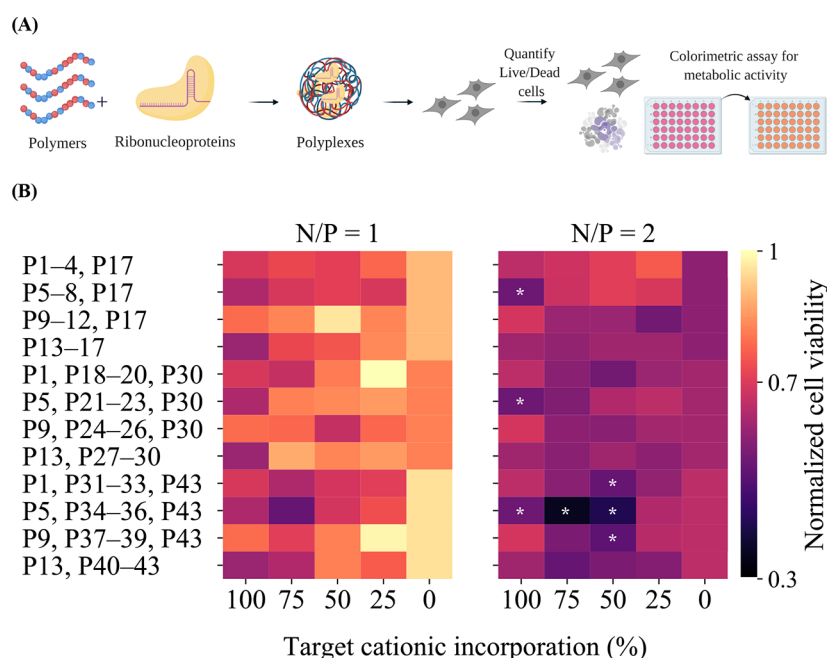 (A)
Polymers
+
Ribonucleoproteins
Polyplexes
Quantify
Live/Dead
cells
Colorimetric assay for
metabolic activity
(B)
N/P = 1
N/P = 2
P1–4, P17
P5–8, P17
P9–12, P17
P13–17
P1, P18–20, P30
P5, P21–23, P30
P9, P24–26, P30
P13, P27–30
P1, P31–33, P43
P5, P34–36, P43
P9, P37–39, P43
P13, P40–43
*
*
*
* * *
*
100 75 50 25 0
100 75 50 25 0
Target cationic incorporation (%)
1
0.7
0.3
Normalized cell viability